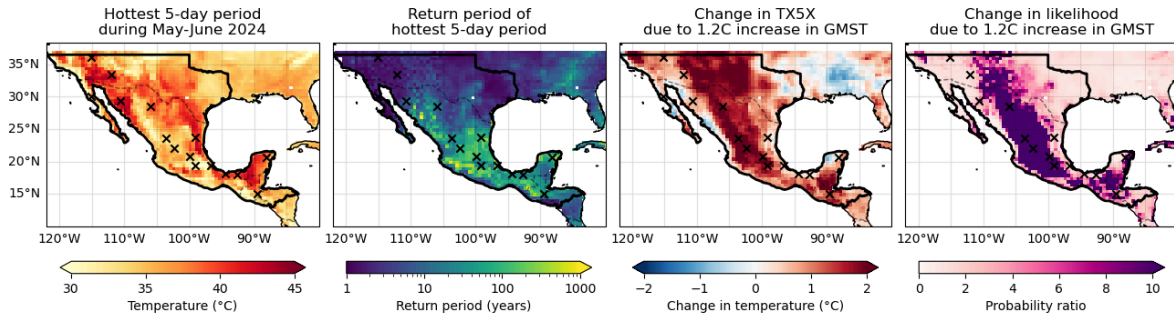 Hottest 5-day period
during May-June 2024
Return period of
hottest 5-day period
Change in TX5X
due to 1.2C increase in GMST
Change in likelihood
due to 1.2C increase in GMST
35°N
30°N
25°N
20°N
15°N
120°W 110°W 100°W 90°W
120°W 110°W 100°W 90°W
120°W 110°W 100°W 90°W
120°W 110°W 100°W 90°W
30 35 40 45
Temperature (°C)
1 10 100 1000
Return period (years)
−2 −1 0 1 2
Change in temperature (°C)
0 2 4 6 8 10
Probability ratio